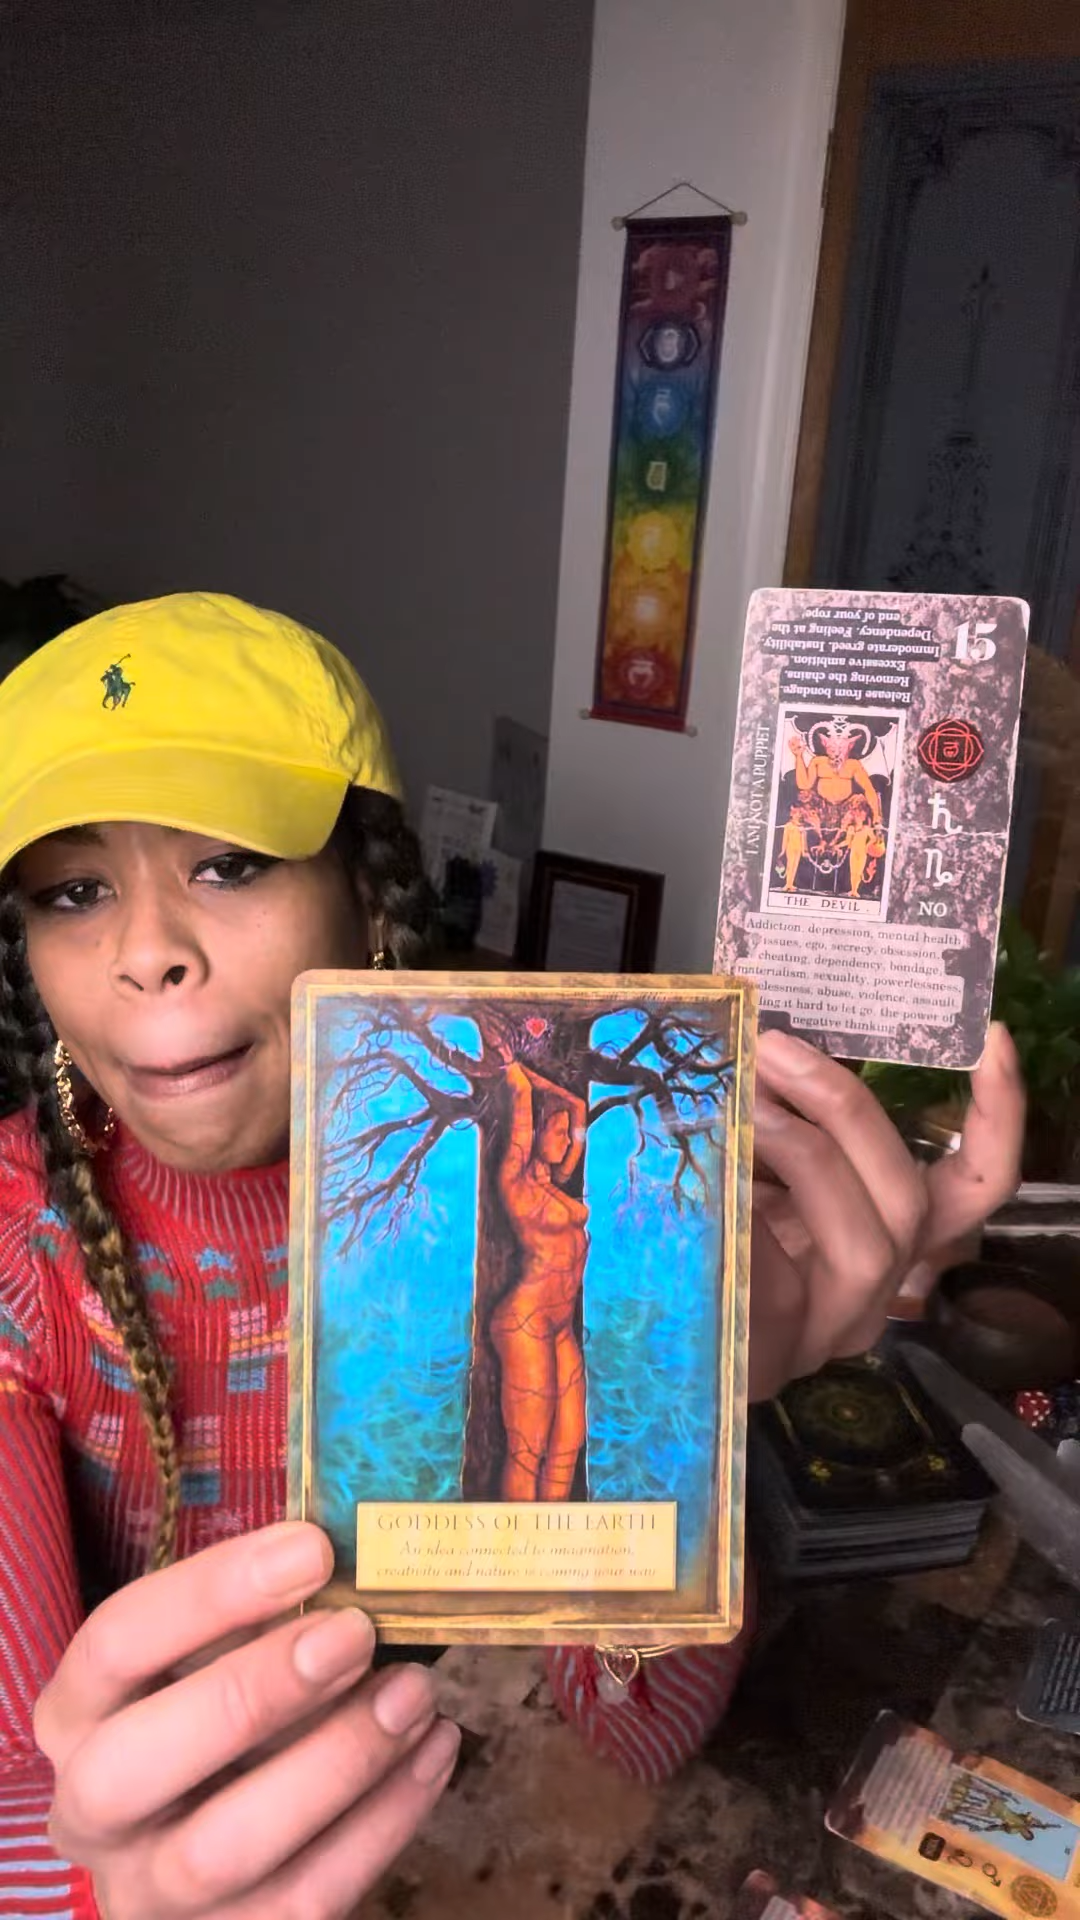 15
end of your rope.
Dependency. Feeling at the
Immoderate greed. Instability.
Excessive ambition.
Removing the chains.
Release from bondage.
I AM NOT A PUPPET
XV
THE DEVIL.
NO
Addiction, depression, mental health
issues, ego, secrecy, obsession,
cheating, dependency, bondage,
materialism, sexuality, powerlessness,
abuse, violence, assault
it hard to let go, the power of
negative thinking
GODDESS OF THE EARTH
An idea connected to imagination,
creativity and nature is coming your way.